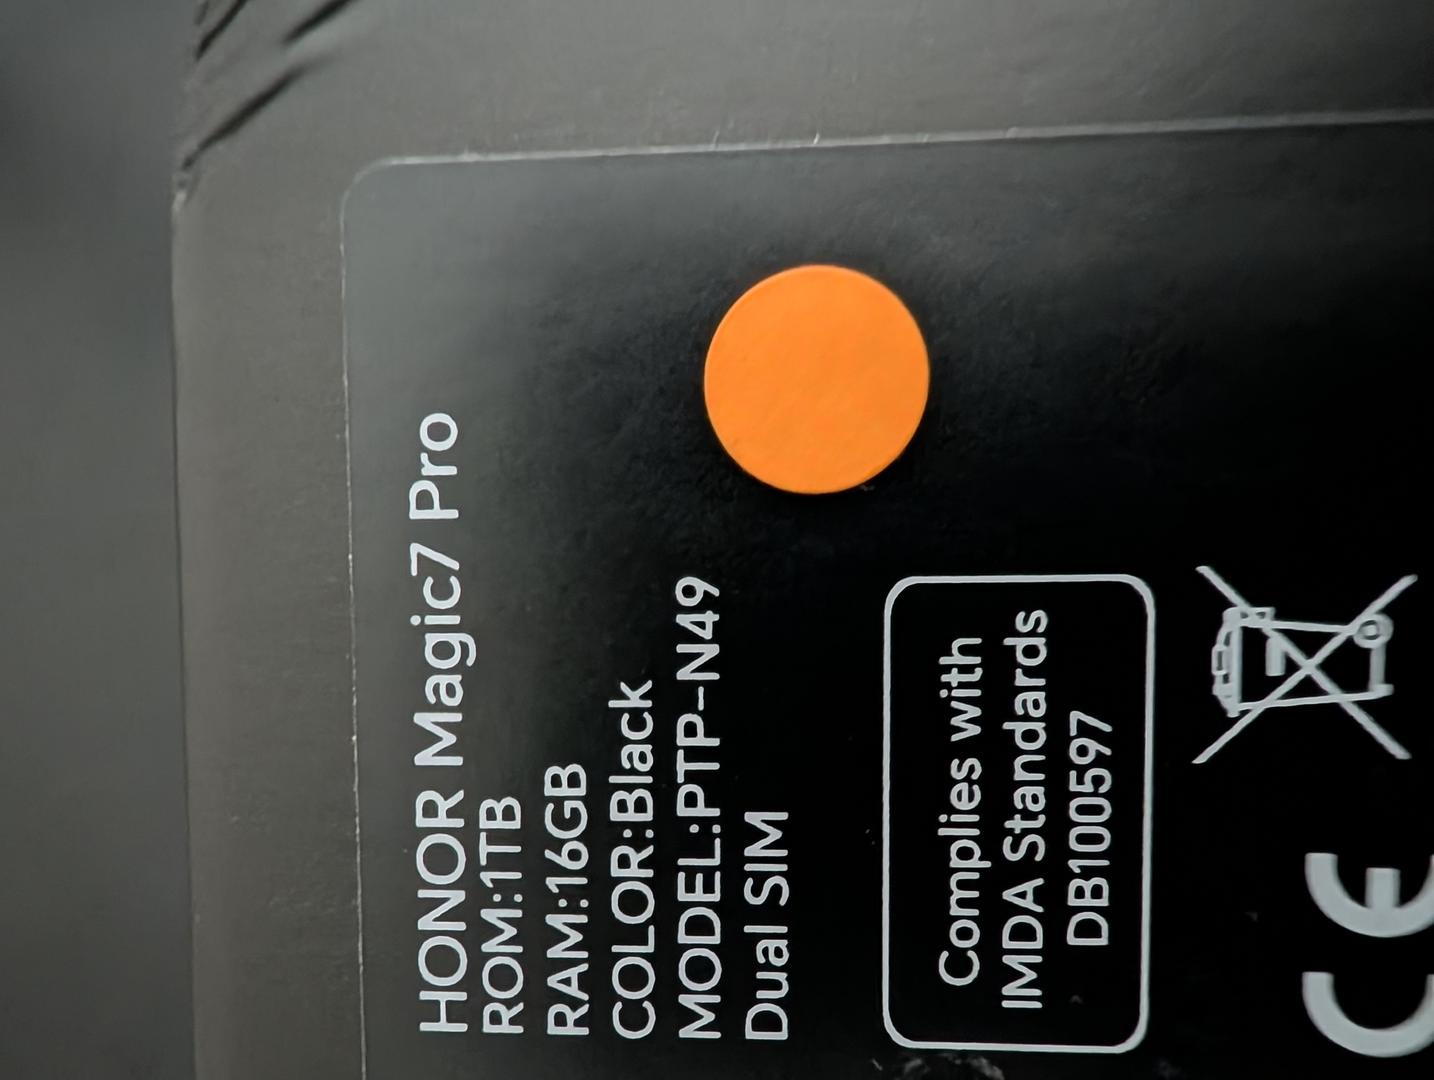 HONOR Magic7 Pro
ROM:1TB
RAM:16GB
COLOR:Black
MODEL:PTP-N49
Dual SIM
Complies with
IMDA Standards
DB100597
CE